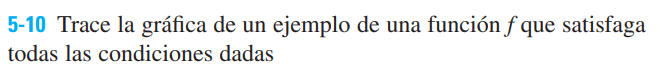 5-10 Trace la gráfica de un ejemplo de una función f que satisfaga
todas las condiciones dadas